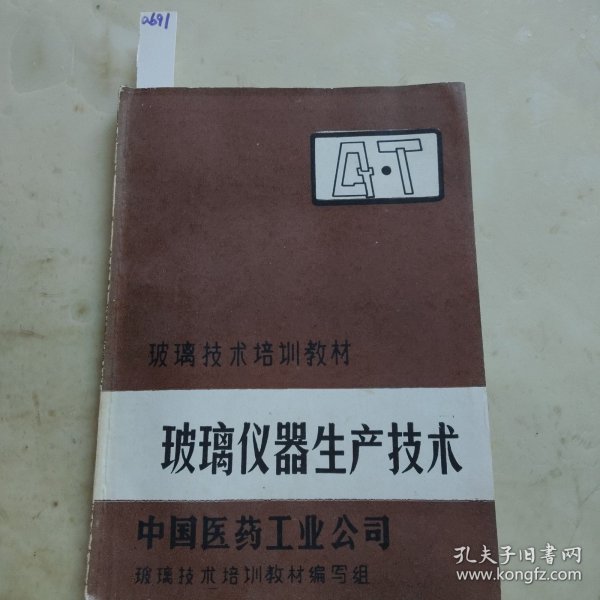 a691
玻璃技术培训教材
玻璃仪器生产技术
中国医药工业公司
玻璃技术培训教材编写组
孔夫子旧书网
www.kongfz.com